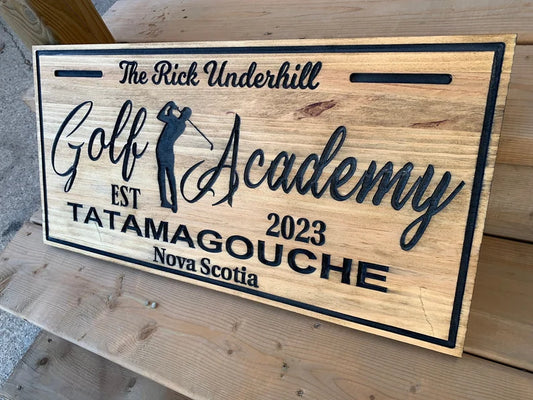 The Rick Underhill
Golf Academy
EST 2023
TATAMAGOUCHE
Nova Scotia